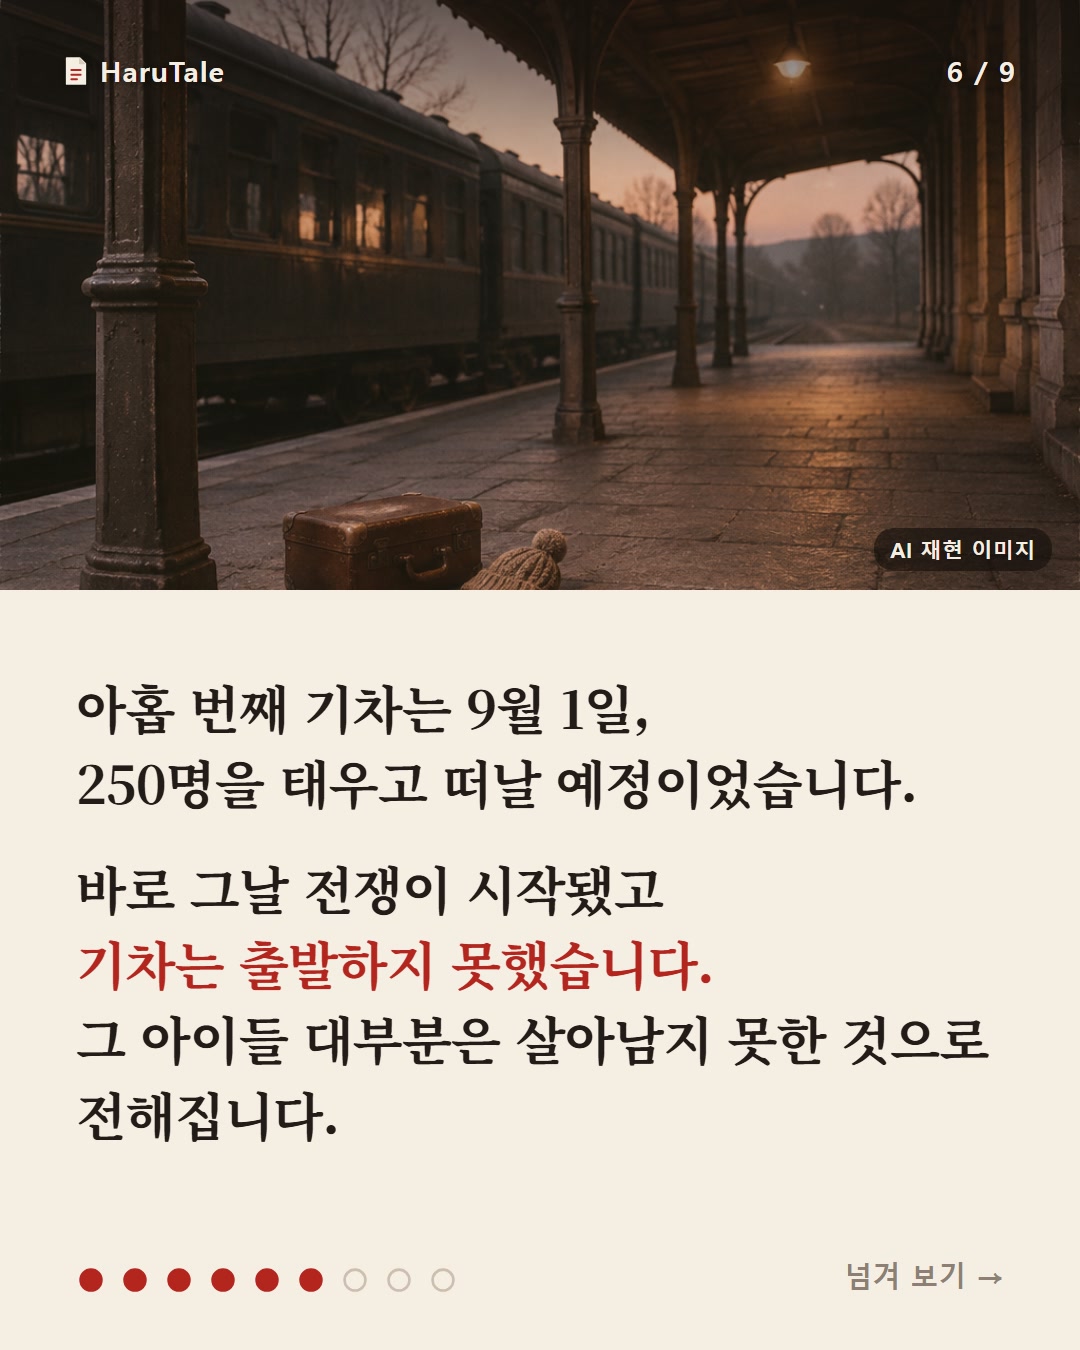 HaruTale
6 / 9
AI 재현 이미지
아홉 번째 기차는 9월 1일,
250명을 태우고 떠날 예정이었습니다.
바로 그날 전쟁이 시작됐고
기차는 출발하지 못했습니다.
그 아이들 대부분은 살아남지 못한 것으로
전해집니다.
넘겨 보기 →